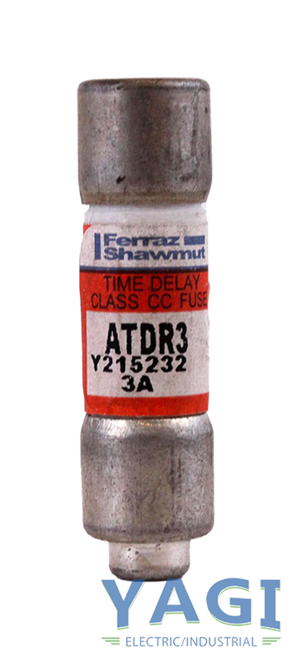 Ferraz
Shawmut
TIME DELAY
CLASS CC FUSE
ATDR3
Y215232
3A
YAGI
ELECTRIC/INDUSTRIAL